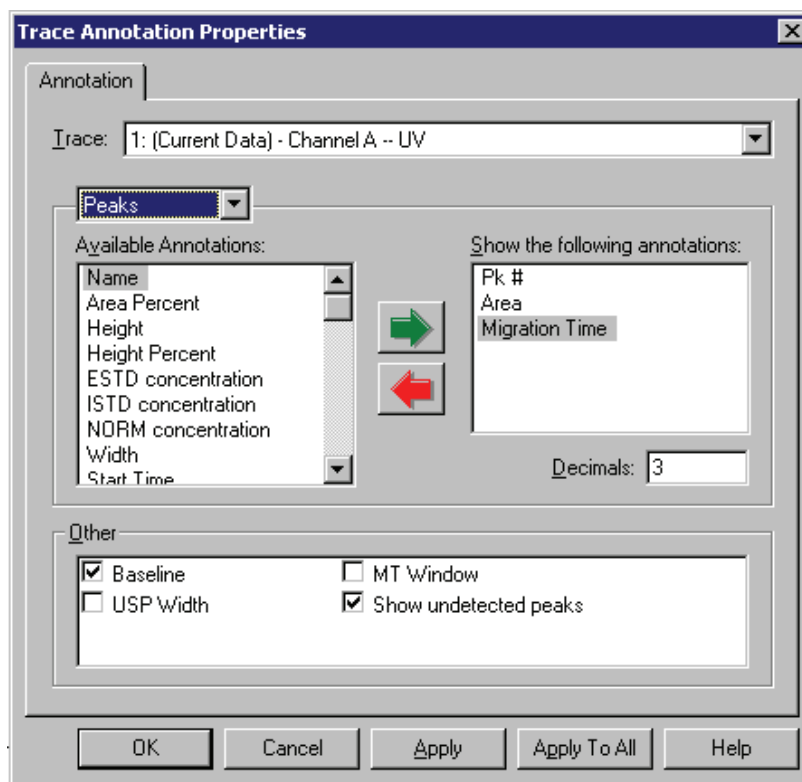 Trace Annotation Properties
Annotation
Trace: 1: (Current Data) - Channel A -- UV
Peaks
Available Annotations:
Name
Area Percent
Height
Height Percent
ESTD concentration
ISTD concentration
NORM concentration
Width
Start Time
Show the following annotations:
Pk #
Area
Migration Time
Decimals: 3
Other
Baseline
MT Window
USP Width
Show undetected peaks
OK
Cancel
Apply
Apply To All
Help